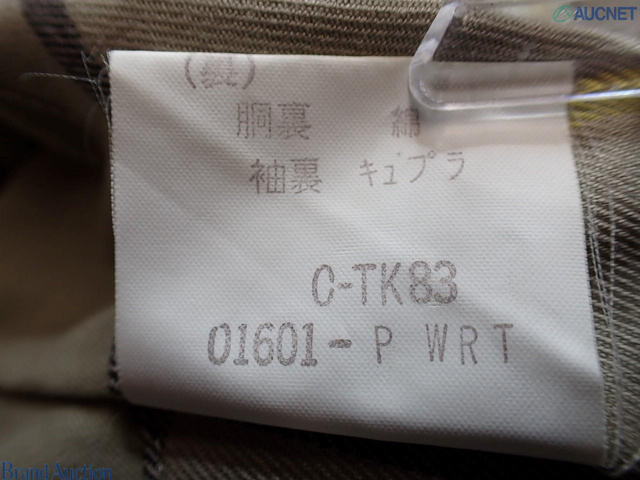 AUCNET
(裏)
胴裏 綿
袖裏 キュプラ
C-TK83
01601-P WRT
Brand Auction